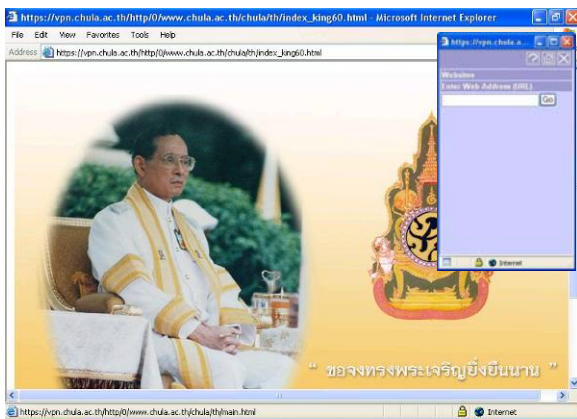 https://vpn.chula.ac.th/http/0/www.chula.ac.th/chula/th/index_king60.html - Microsoft Internet Explorer
File Edit View Favorites Tools Help
Address https://vpn.chula.ac.th/http/0/www.chula.ac.th/chula/th/index_king60.html
https://vpn.chula.a...
Websites
Enter Web Address (URL)
Go
Internet
“ ขอจงทรงพระเจริญยิ่งยืนนาน ”
https://vpn.chula.ac.th/http/0/www.chula.ac.th/chula/th/main.html
Internet